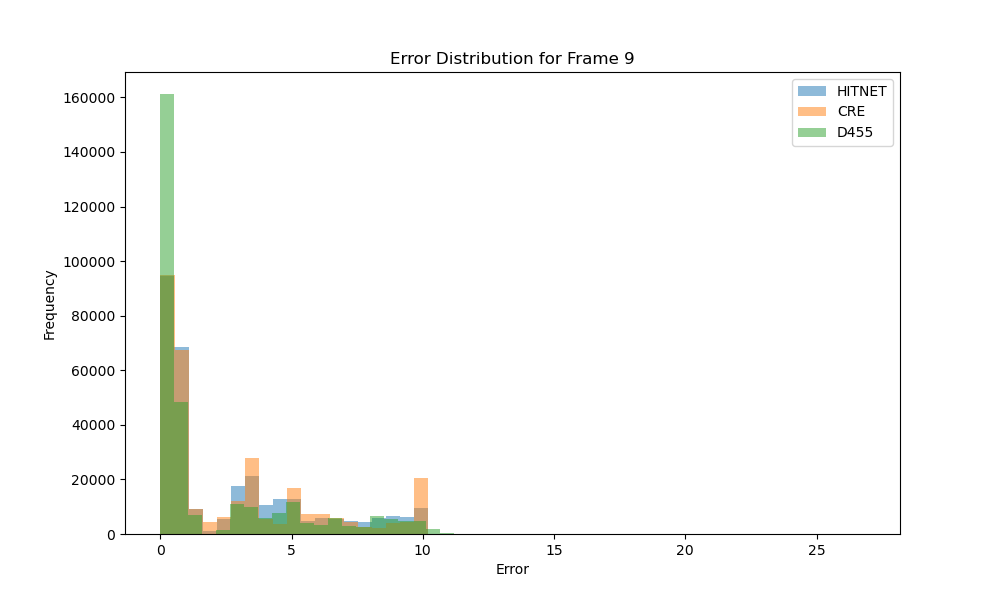 Error Distribution for Frame 9
HITNET
CRE
D455
160000
140000
120000
100000
80000
60000
40000
20000
0
Frequency
0 5 10 15 20 25
Error